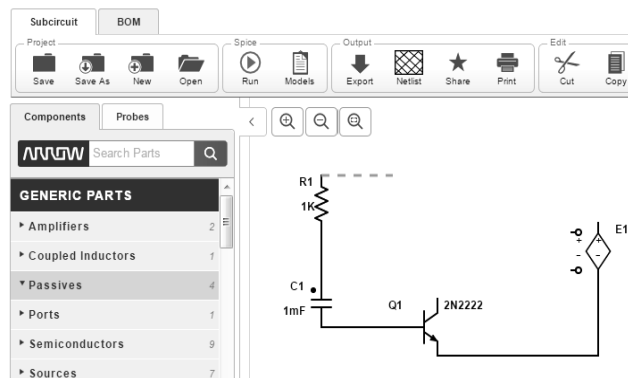 Subcircuit BOM
Project Spice Output Edit
Save Save As New Open Run Models Export Netlist Share Print Cut Copy
Components Probes
ARROW Search Parts
GENERIC PARTS
Amplifiers 2
Coupled Inductors 1
Passives 4
Ports 1
Semiconductors 9
Sources 7
R1
1K
E1
C1
1mF
Q1 2N2222